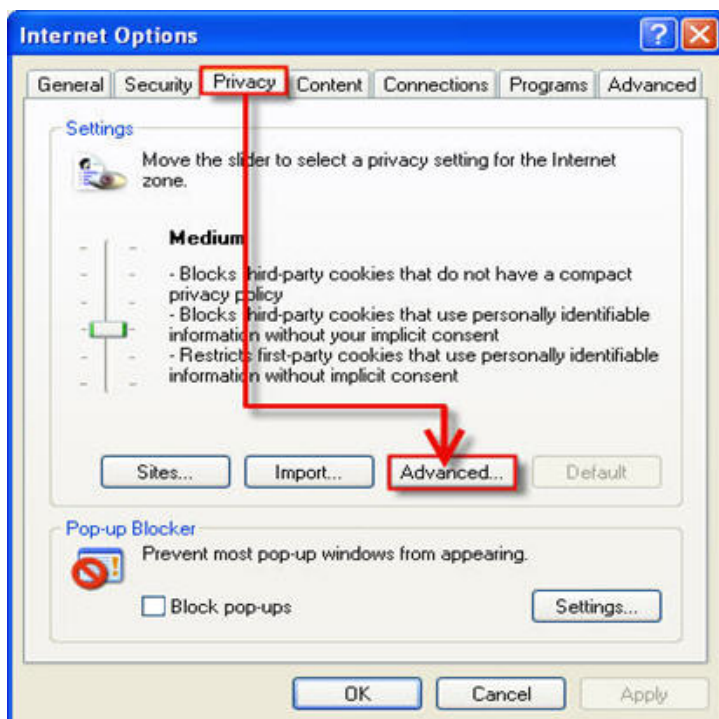 Internet Options
General Security Privacy Content Connections Programs Advanced
Settings
Move the slider to select a privacy setting for the Internet
zone.
Medium
- Blocks third-party cookies that do not have a compact
privacy policy
- Blocks third-party cookies that use personally identifiable
information without your implicit consent
- Restricts first-party cookies that use personally identifiable
information without implicit consent
Sites... Import... Advanced... Default
Pop-up Blocker
Prevent most pop-up windows from appearing.
Block pop-ups Settings...
OK Cancel Apply